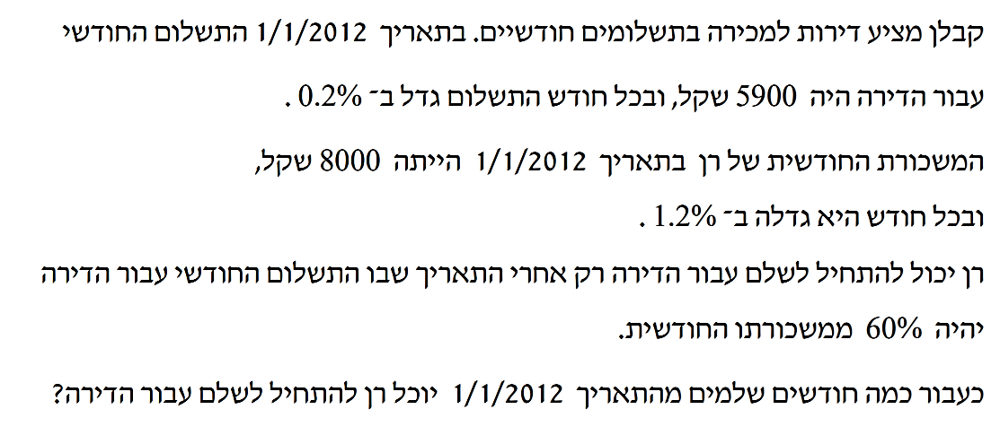 קבלן מציע דירות למכירה בתשלומים חודשיים. בתאריך 1/1/2012 התשלום החודשי
עבור הדירה היה 5900 שקל, ובכל חודש התשלום גדל ב־ 0.2% .
המשכורת החודשית של רן בתאריך 1/1/2012 הייתה 8000 שקל,
ובכל חודש היא גדלה ב־ 1.2% .
רן יכול להתחיל לשלם עבור הדירה רק אחרי התאריך שבו התשלום החודשי עבור הדירה
יהיה 60% ממשכורתו החודשית.
כעבור כמה חודשים שלמים מהתאריך 1/1/2012 יוכל רן להתחיל לשלם עבור הדירה?